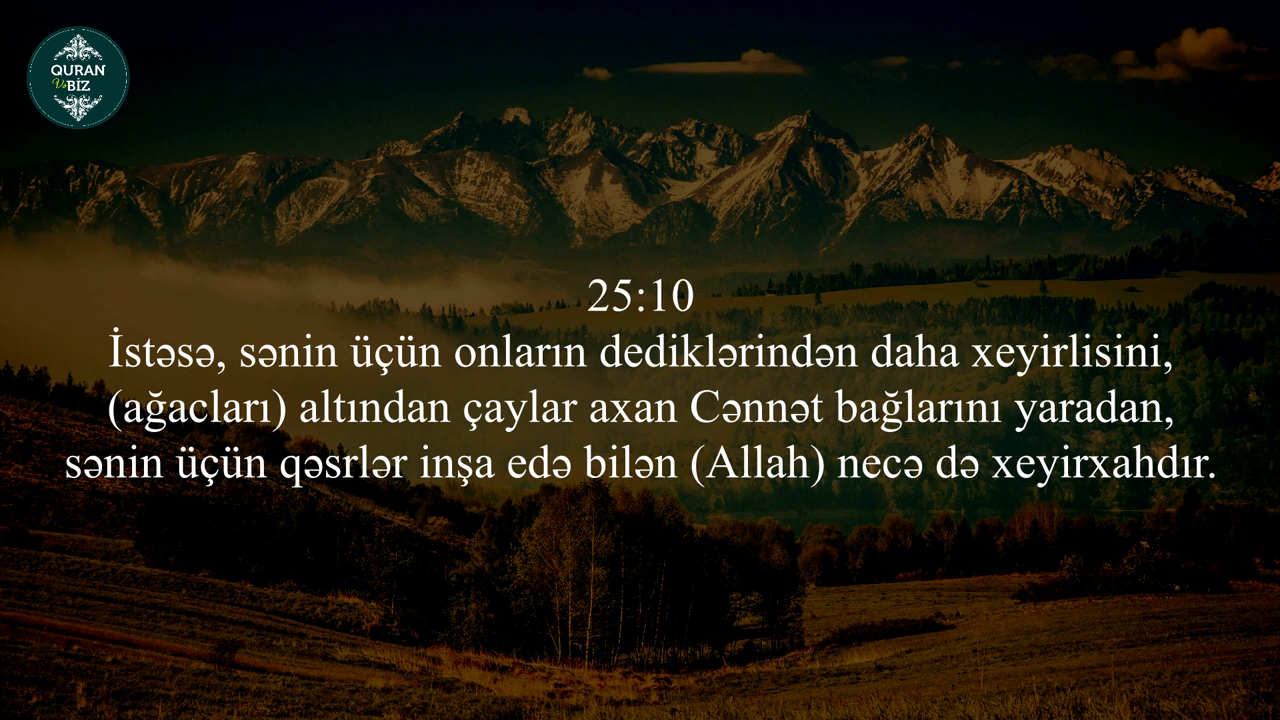 QURAN
Və BİZ
25:10
İstəsə, sənin üçün onların dediklərindən daha xeyirlisini,
(ağacları) altından çaylar axan Cənnət bağlarını yaradan,
sənin üçün qəsrlər inşa edə bilən (Allah) necə də xeyirxahdır.